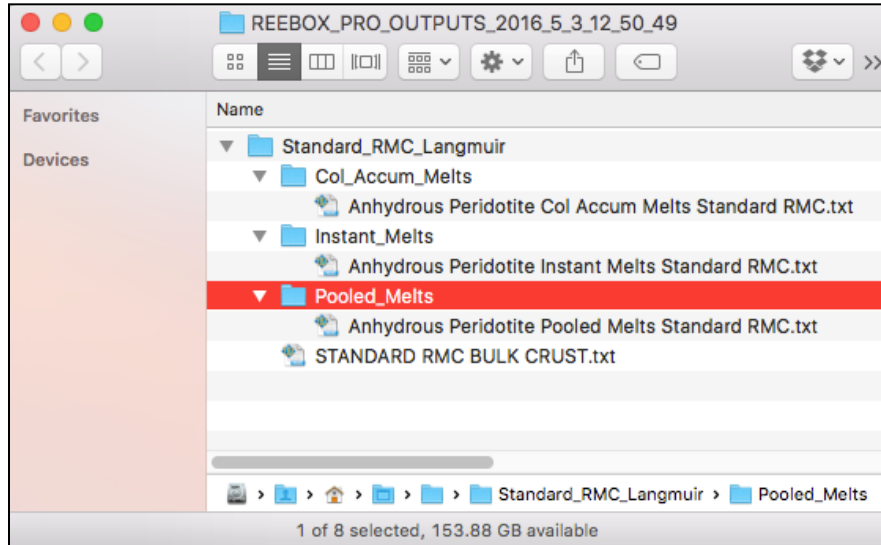 REEBOX_PRO_OUTPUTS_2016_5_3_12_50_49
Favorites
Devices
Name
Standard_RMC_Langmuir
Col_Accum_Melts
Anhydrous Peridotite Col Accum Melts Standard RMC.txt
Instant_Melts
Anhydrous Peridotite Instant Melts Standard RMC.txt
Pooled_Melts
Anhydrous Peridotite Pooled Melts Standard RMC.txt
STANDARD RMC BULK CRUST.txt
Standard_RMC_Langmuir › Pooled_Melts
1 of 8 selected, 153.88 GB available